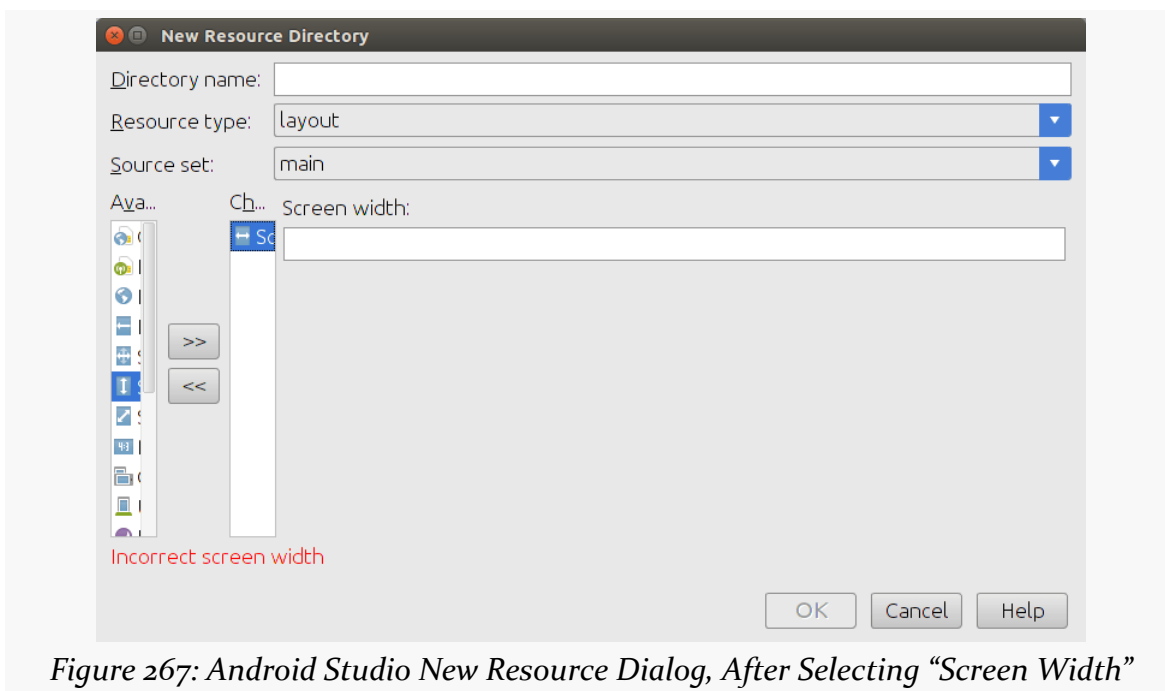 New Resource Directory
Directory name:
Resource type: layout
Source set: main
Ava... Ch... Screen width:
>>
<<
Incorrect screen width
OK Cancel Help
Figure 267: Android Studio New Resource Dialog, After Selecting “Screen Width”